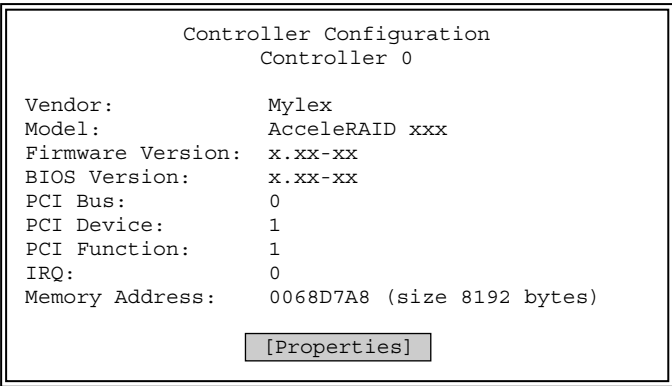 Controller Configuration
Controller 0
Vendor: Mylex
Model: AcceleRAID xxx
Firmware Version: x.xx-xx
BIOS Version: x.xx-xx
PCI Bus: 0
PCI Device: 1
PCI Function: 1
IRQ: 0
Memory Address: 0068D7A8 (size 8192 bytes)
[Properties]